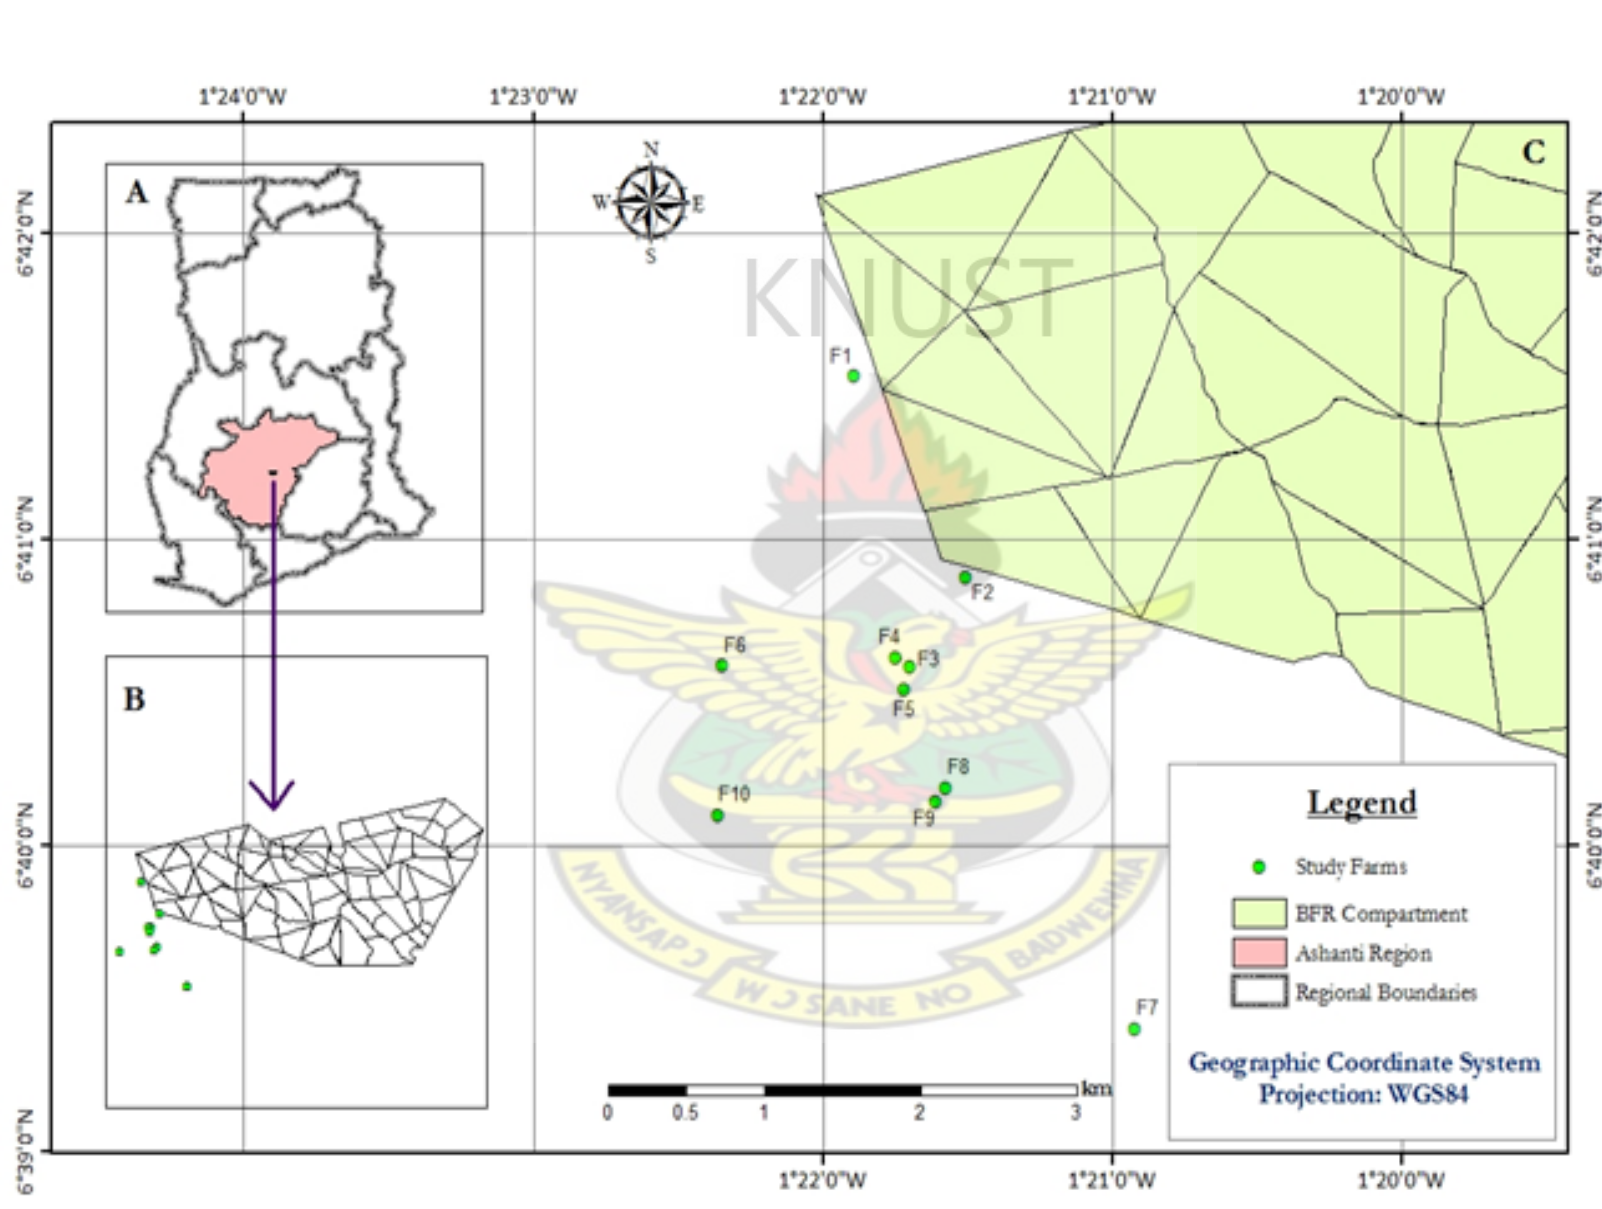 1°24'0"W 1°23'0"W 1°22'0"W 1°21'0"W 1°20'0"W
A
C
N
W E
S
6°42'0"N 6°42'0"N
KNUST
F1
6°41'0"N 6°41'0"N
F2
F4
F6
F3
B
F5
F8
F10
F9
6°40'0"N 6°40'0"N
Legend
Study Farms
BFR Compartment
Ashanti Region
Regional Boundaries
NYANSAPƆ WƆ SANE NO BADWENMA
F7
Geographic Coordinate System
Projection: WGS84
km
0 0.5 1 2 3
6°39'0"N
1°22'0"W 1°21'0"W 1°20'0"W